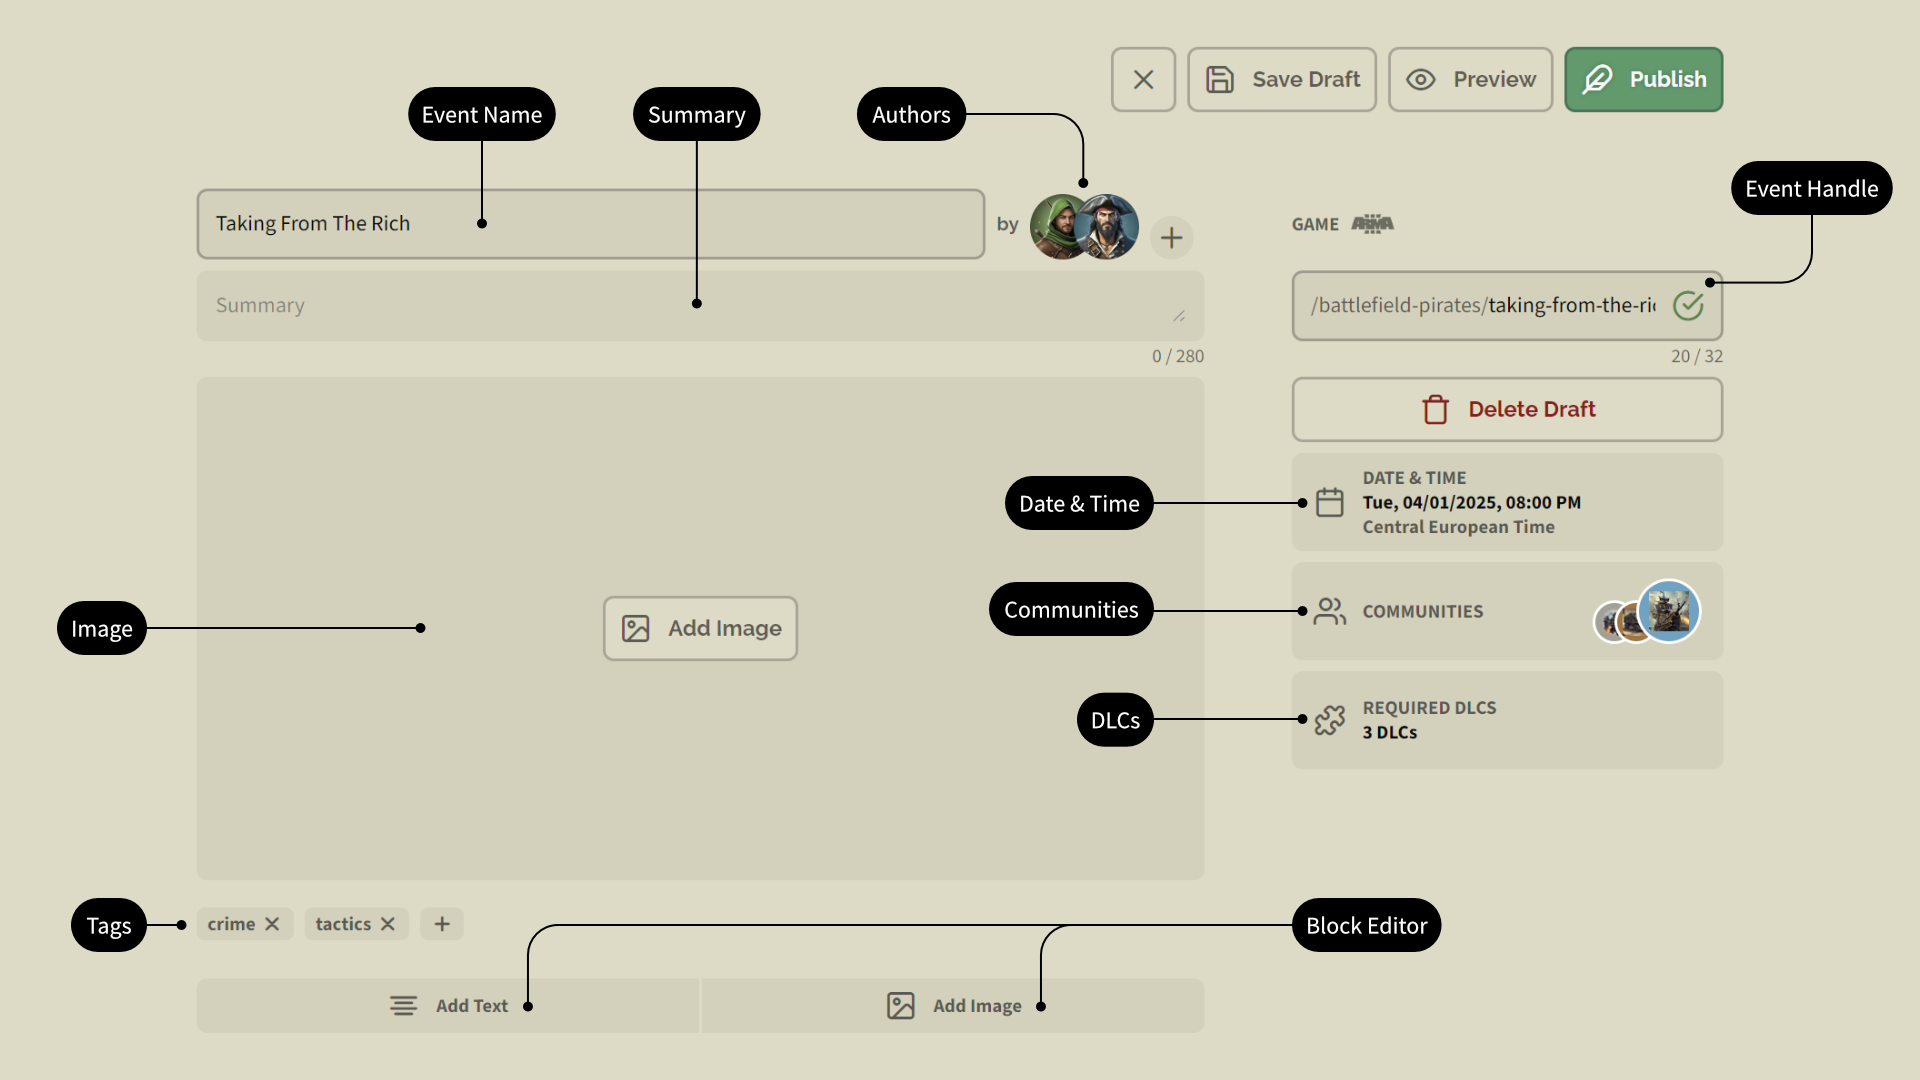 Save Draft
Preview
Publish
Event Name
Summary
Authors
Event Handle
Taking From The Rich
by
GAME ARMA
Summary
/battlefield-pirates/taking-from-the-ri
0 / 280
20 / 32
Delete Draft
Date & Time
DATE & TIME
Tue, 04/01/2025, 08:00 PM
Central European Time
Communities
COMMUNITIES
Image
Add Image
DLCs
REQUIRED DLCS
3 DLCs
Tags
crime
tactics
Block Editor
Add Text
Add Image